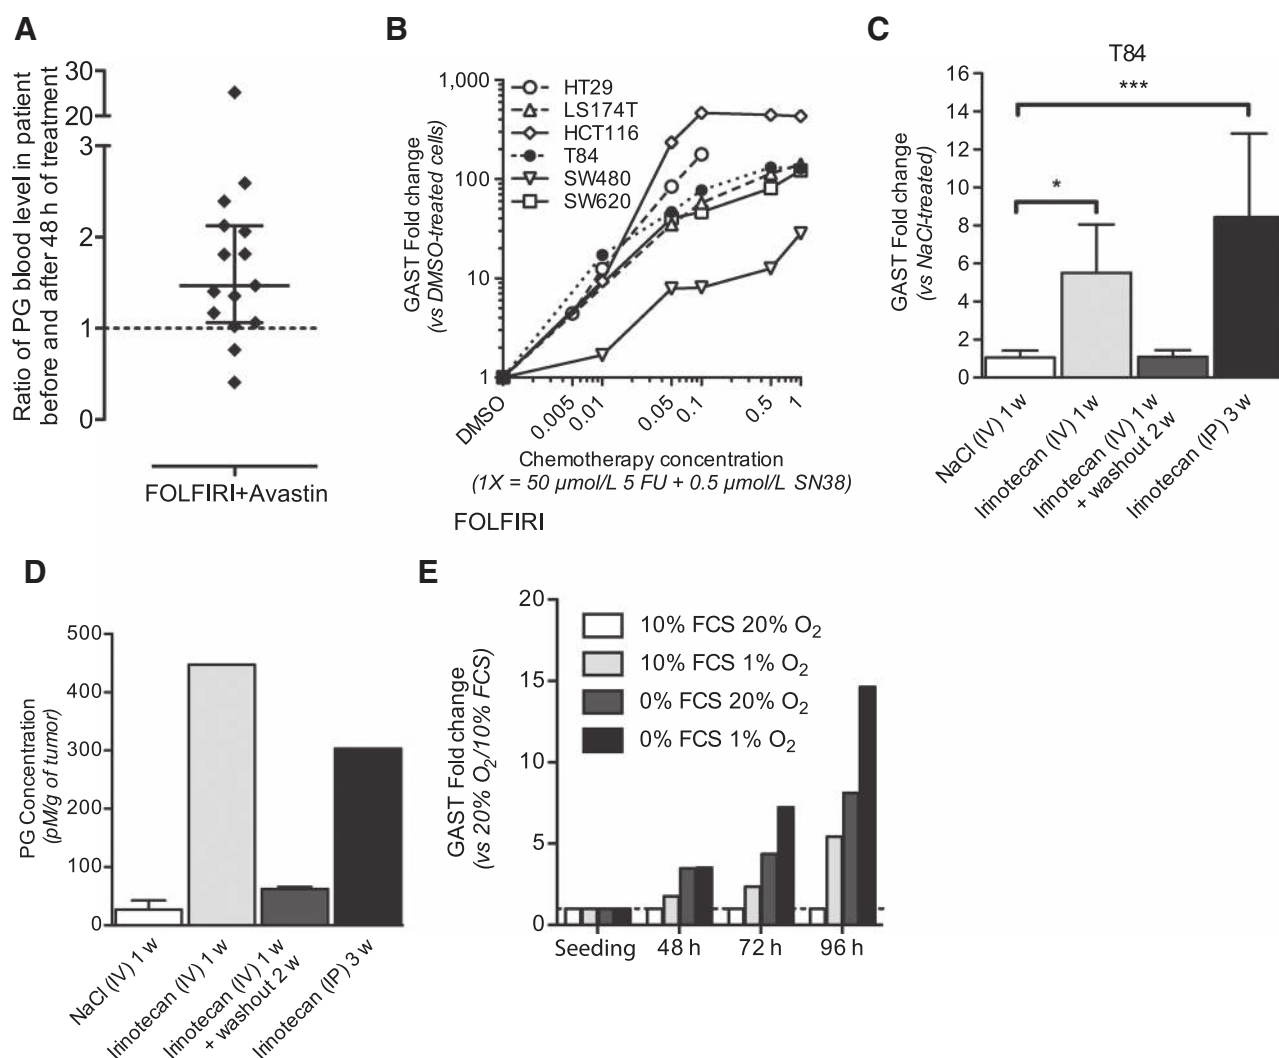 A
Ratio of PG blood level in patient
before and after 48 h of treatment
30
20
3
2
1
0
FOLFIRI+Avastin
B
GAST Fold change
(vs DMSO-treated cells)
1,000
100
10
1
HT29
LS174T
HCT116
T84
SW480
SW620
DMSO
0.005
0.01
0.05
0.1
0.5
1
Chemotherapy concentration
(1X = 50 µmol/L 5 FU + 0.5 µmol/L SN38)
FOLFIRI
C
T84
GAST Fold change
(vs NaCl-treated)
16
14
12
10
8
6
4
2
0
*
***
NaCl (IV) 1 w
Irinotecan (IV) 1 w
Irinotecan (IV) 1 w
+ washout 2 w
Irinotecan (IP) 3 w
D
PG Concentration
(pM/g of tumor)
500
400
300
200
100
0
NaCl (IV) 1 w
Irinotecan (IV) 1 w
Irinotecan (IV) 1 w
+ washout 2 w
Irinotecan (IP) 3 w
E
GAST Fold change
(vs 20% O2/10% FCS)
20
15
10
5
0
10% FCS 20% O2
10% FCS 1% O2
0% FCS 20% O2
0% FCS 1% O2
Seeding
48 h
72 h
96 h